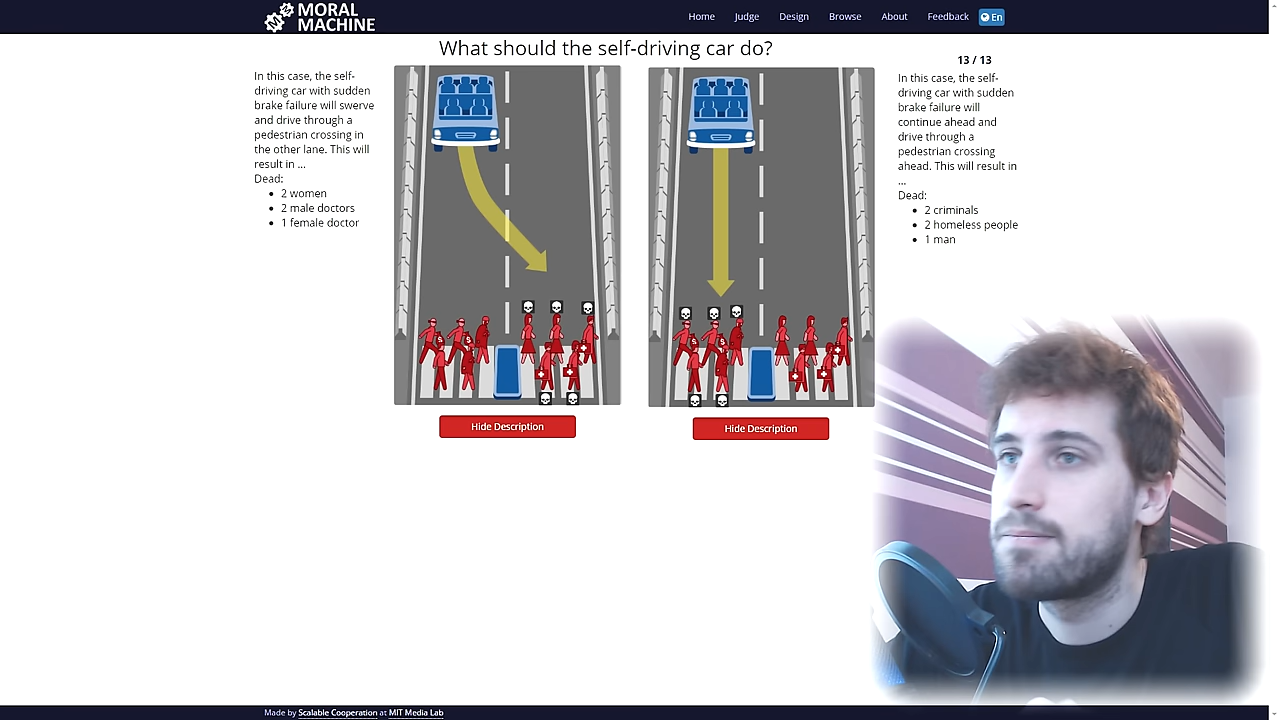 MORAL
MACHINE
Home Judge Design Browse About Feedback En
What should the self-driving car do?
13 / 13
In this case, the self-
driving car with sudden
brake failure will swerve
and drive through a
pedestrian crossing in
the other lane. This will
result in ...
Dead:
2 women
2 male doctors
1 female doctor
In this case, the self-
driving car with sudden
brake failure will
continue ahead and
drive through a
pedestrian crossing
ahead. This will result in
...
Dead:
2 criminals
2 homeless people
1 man
Hide Description
Hide Description
Made by Scalable Cooperation at MIT Media Lab